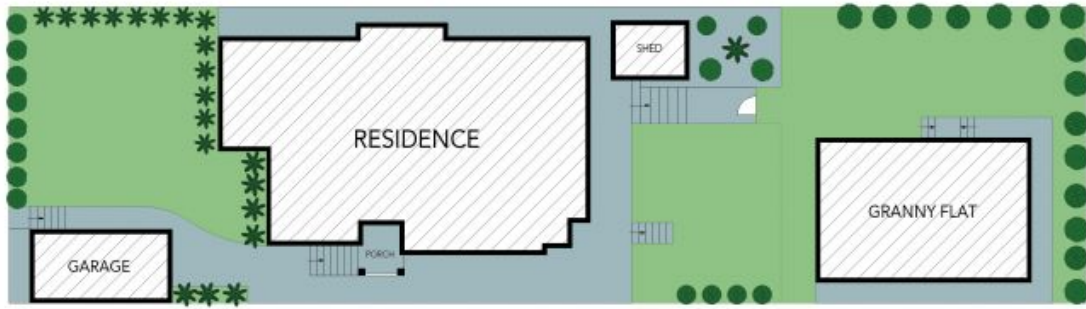 SHED
RESIDENCE
GRANNY FLAT
PORCH
GARAGE